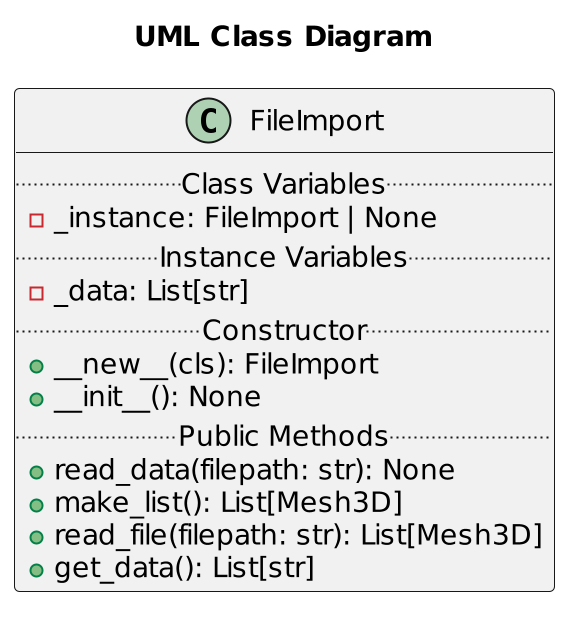 UML Class Diagram
C FileImport
Class Variables
_instance: FileImport | None
Instance Variables
_data: List[str]
Constructor
__new__(cls): FileImport
__init__(): None
Public Methods
read_data(filepath: str): None
make_list(): List[Mesh3D]
read_file(filepath: str): List[Mesh3D]
get_data(): List[str]